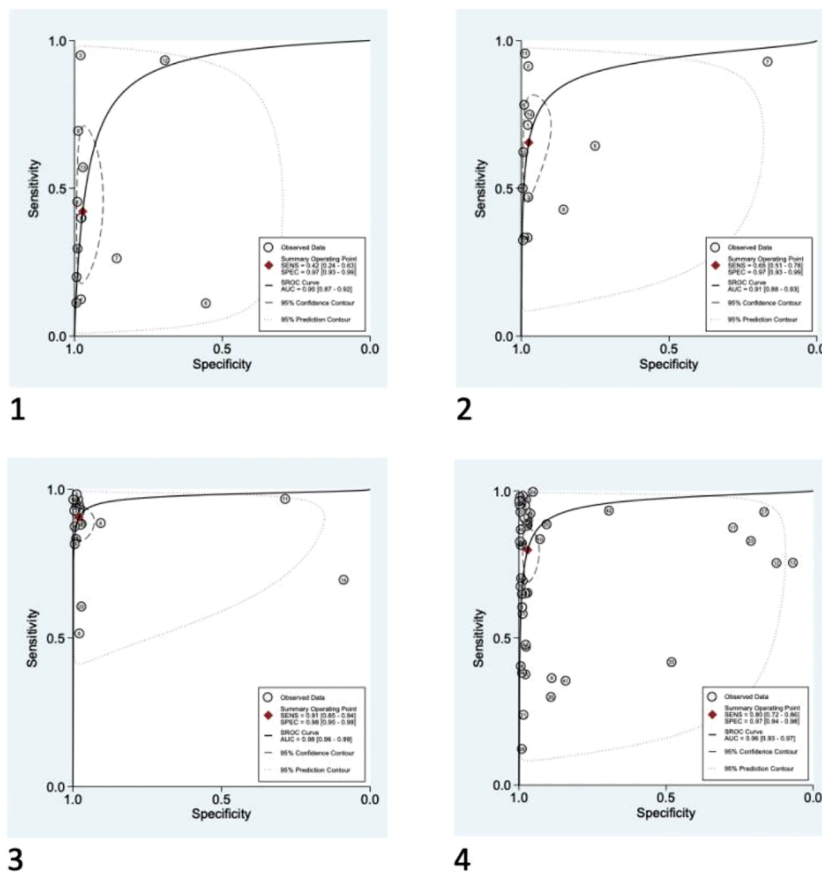 1.0
0.5
0.0
Sensitivity
1.0 0.5 0.0
Specificity
Observed Data
Summary Operating Point
SENS = 0.42 [0.24 - 0.63]
SPEC = 0.97 [0.93 - 0.99]
SROC Curve
AUC = 0.90 [0.87 - 0.92]
95% Confidence Contour
95% Prediction Contour
1
1.0
0.5
0.0
Sensitivity
1.0 0.5 0.0
Specificity
Observed Data
Summary Operating Point
SENS = 0.65 [0.51 - 0.78]
SPEC = 0.97 [0.93 - 0.99]
SROC Curve
AUC = 0.91 [0.88 - 0.93]
95% Confidence Contour
95% Prediction Contour
2
1.0
0.5
0.0
Sensitivity
1.0 0.5 0.0
Specificity
Observed Data
Summary Operating Point
SENS = 0.91 [0.85 - 0.94]
SPEC = 0.98 [0.95 - 0.99]
SROC Curve
AUC = 0.98 [0.96 - 0.99]
95% Confidence Contour
95% Prediction Contour
3
1.0
0.5
0.0
Sensitivity
1.0 0.5 0.0
Specificity
Observed Data
Summary Operating Point
SENS = 0.80 [0.72 - 0.86]
SPEC = 0.97 [0.94 - 0.98]
SROC Curve
AUC = 0.96 [0.93 - 0.97]
95% Confidence Contour
95% Prediction Contour
4